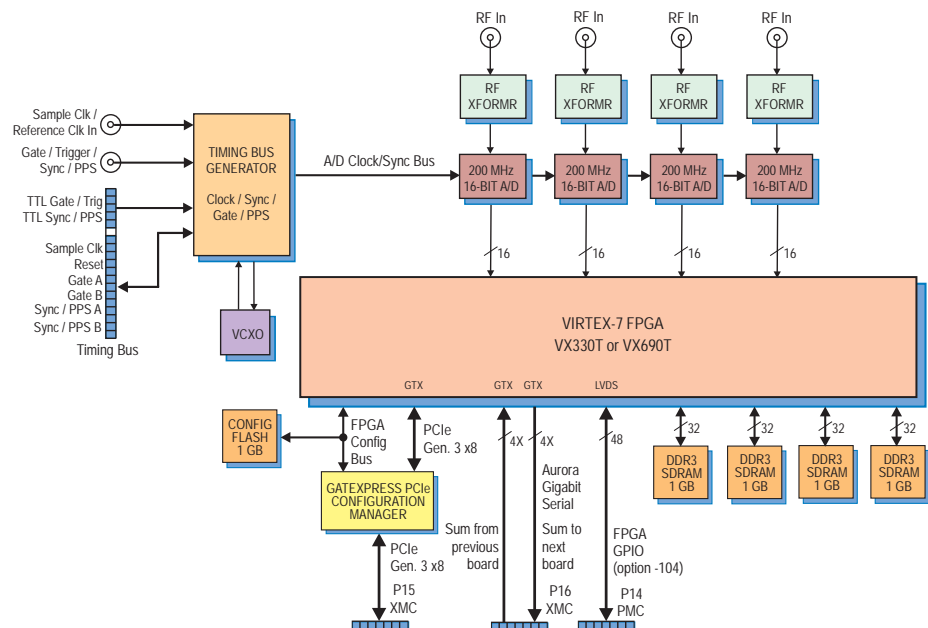 RF In
RF In
RF In
RF In
RF
XFORMR
RF
XFORMR
RF
XFORMR
RF
XFORMR
Sample Clk /
Reference Clk In
Gate / Trigger /
Sync / PPS
TTL Gate / Trig
TTL Sync / PPS
Sample Clk
Reset
Gate A
Gate B
Sync / PPS A
Sync / PPS B
Timing Bus
TIMING BUS
GENERATOR
Clock / Sync /
Gate / PPS
VCXO
A/D Clock/Sync Bus
200 MHz
16-BIT A/D
200 MHz
16-BIT A/D
200 MHz
16-BIT A/D
200 MHz
16-BIT A/D
16
16
16
16
VIRTEX-7 FPGA
VX330T or VX690T
GTX
GTX
GTX
LVDS
CONFIG
FLASH
1 GB
FPGA
Config
Bus
PCIe
Gen. 3 x8
4X
4X
48
32
32
32
32
DDR3
SDRAM
1 GB
DDR3
SDRAM
1 GB
DDR3
SDRAM
1 GB
DDR3
SDRAM
1 GB
GATEXPRESS PCIe
CONFIGURATION
MANAGER
Aurora
Gigabit
Serial
PCIe
Gen. 3 x8
Sum from
previous
board
Sum to
next
board
FPGA
GPIO
(option -104)
P15
XMC
P16
XMC
P14
PMC